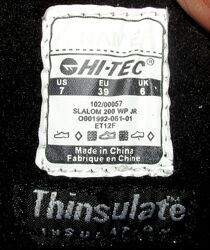 HI-TEC
US EU UK
7 39 6
102/00057
SLALOM 200 WP JR
O001992-051-01
ET12F
Made in China
Fabriqué en Chine
Thinsulate
INSULATION